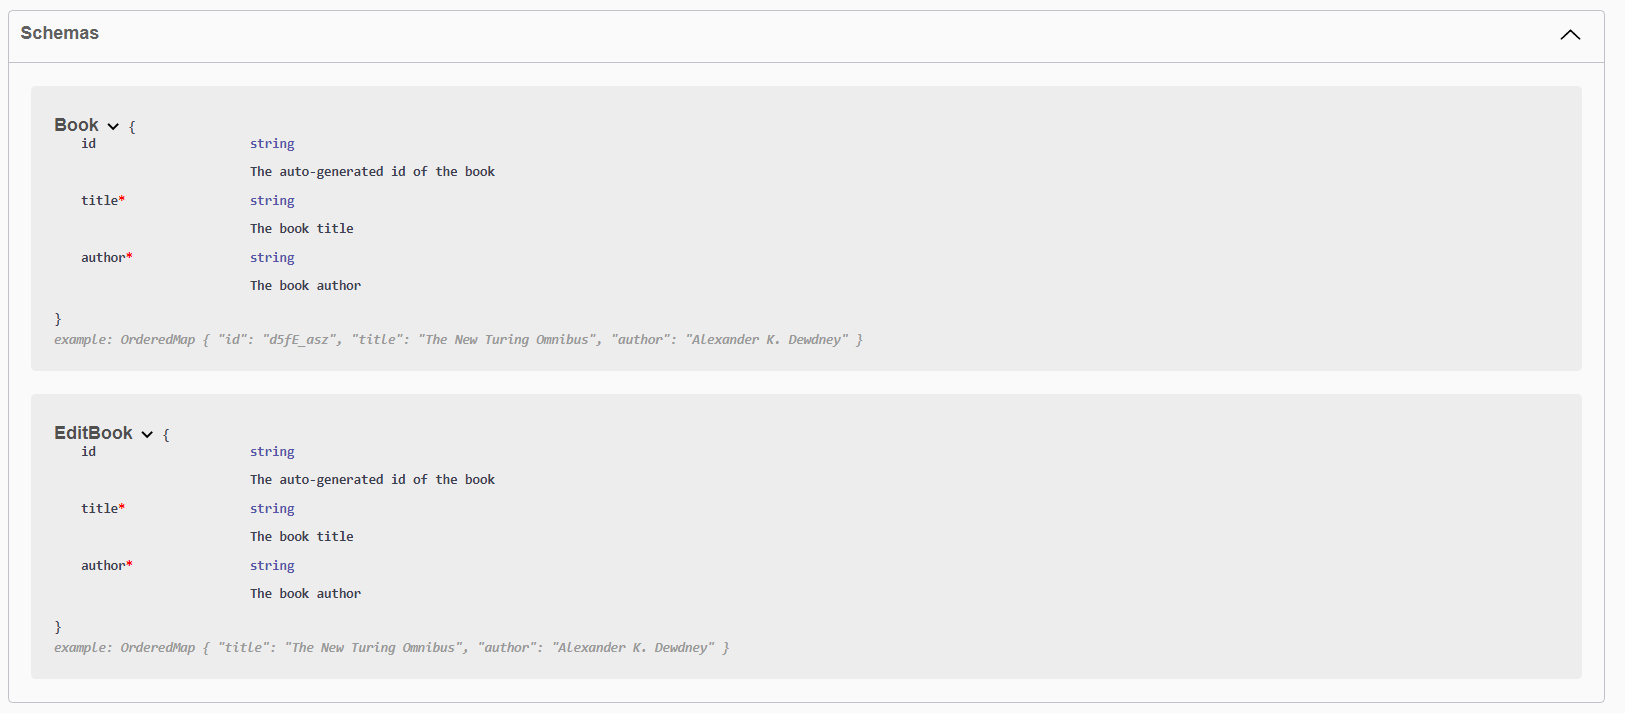 Schemas
Book {
id string
The auto-generated id of the book
title* string
The book title
author* string
The book author
}
example: OrderedMap { "id": "d5fE_asz", "title": "The New Turing Omnibus", "author": "Alexander K. Dewdney" }
EditBook {
id string
The auto-generated id of the book
title* string
The book title
author* string
The book author
}
example: OrderedMap { "title": "The New Turing Omnibus", "author": "Alexander K. Dewdney" }